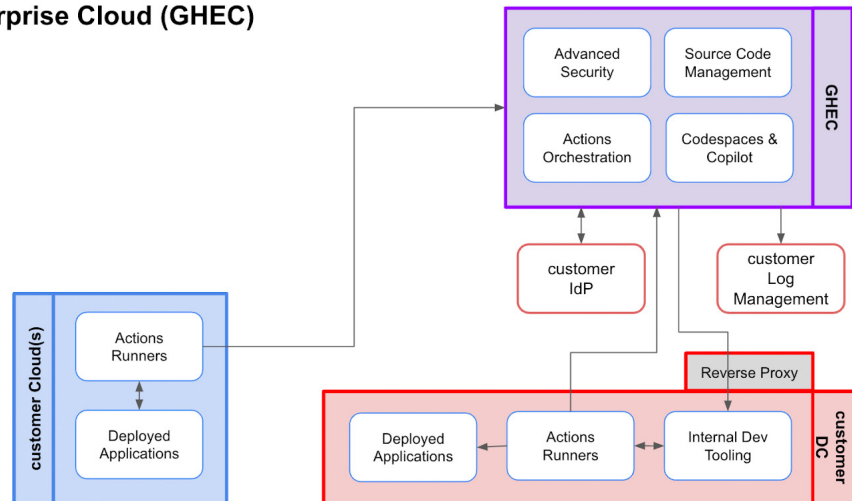 rprise Cloud (GHEC)
Advanced
Security
Source Code
Management
Actions
Orchestration
Codespaces &
Copilot
GHEC
customer
IdP
customer
Log
Management
customer Cloud(s)
Actions
Runners
Deployed
Applications
Reverse Proxy
Deployed
Applications
Actions
Runners
Internal Dev
Tooling
customer
DC